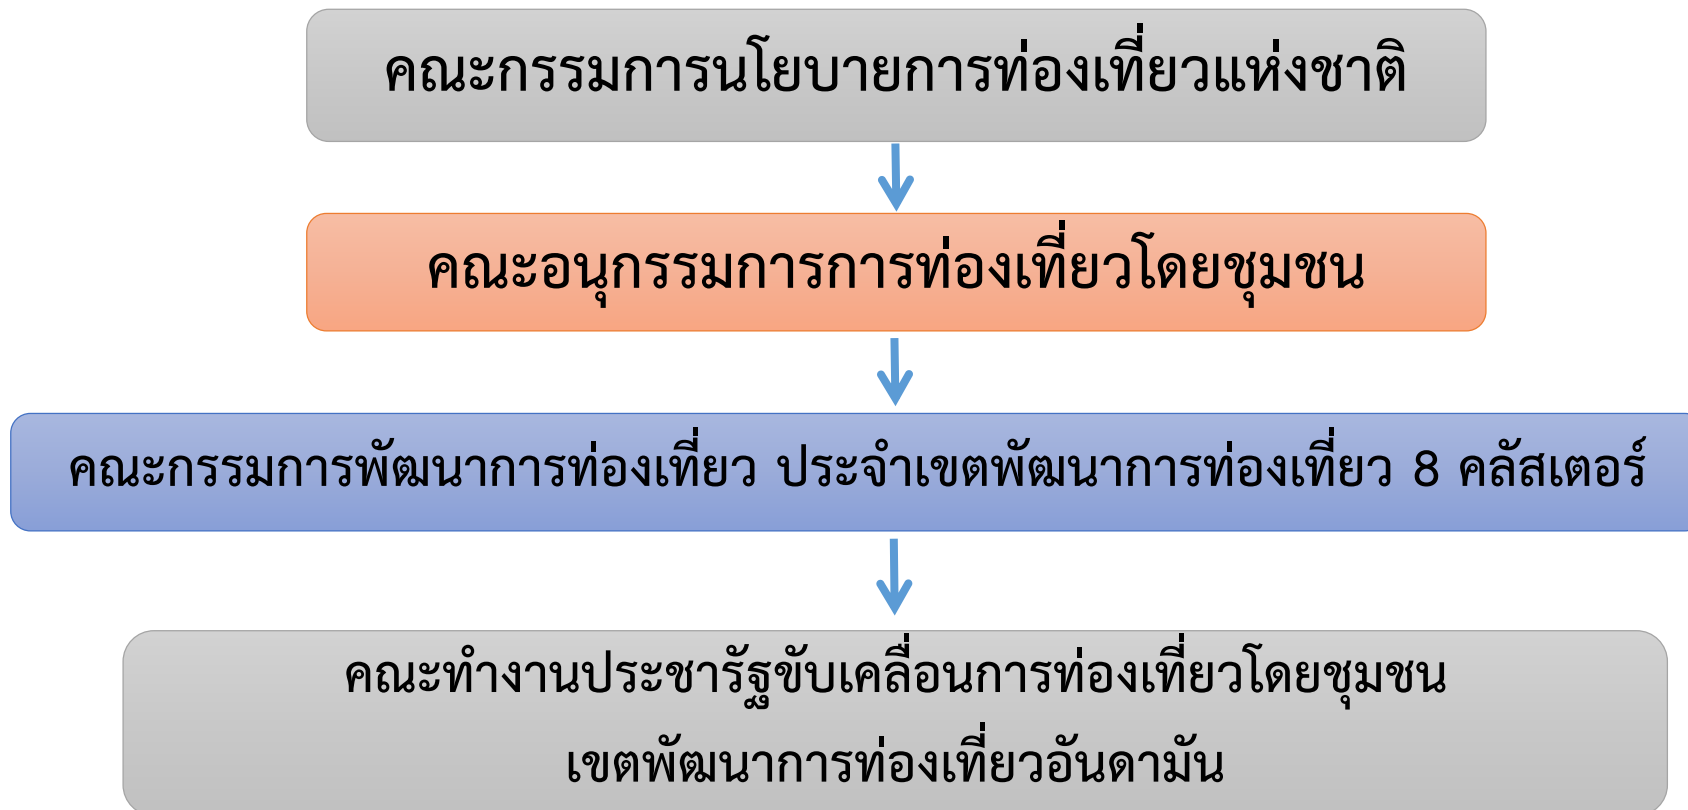 คณะกรรมการนโยบายการท่องเที่ยวแห่งชาติ
คณะอนุกรรมการการท่องเที่ยวโดยชุมชน
คณะกรรมการพัฒนาการท่องเที่ยว ประจำเขตพัฒนาการท่องเที่ยว 8 คลัสเตอร์
คณะทำงานประชารัฐขับเคลื่อนการท่องเที่ยวโดยชุมชน
เขตพัฒนาการท่องเที่ยวอันดามัน